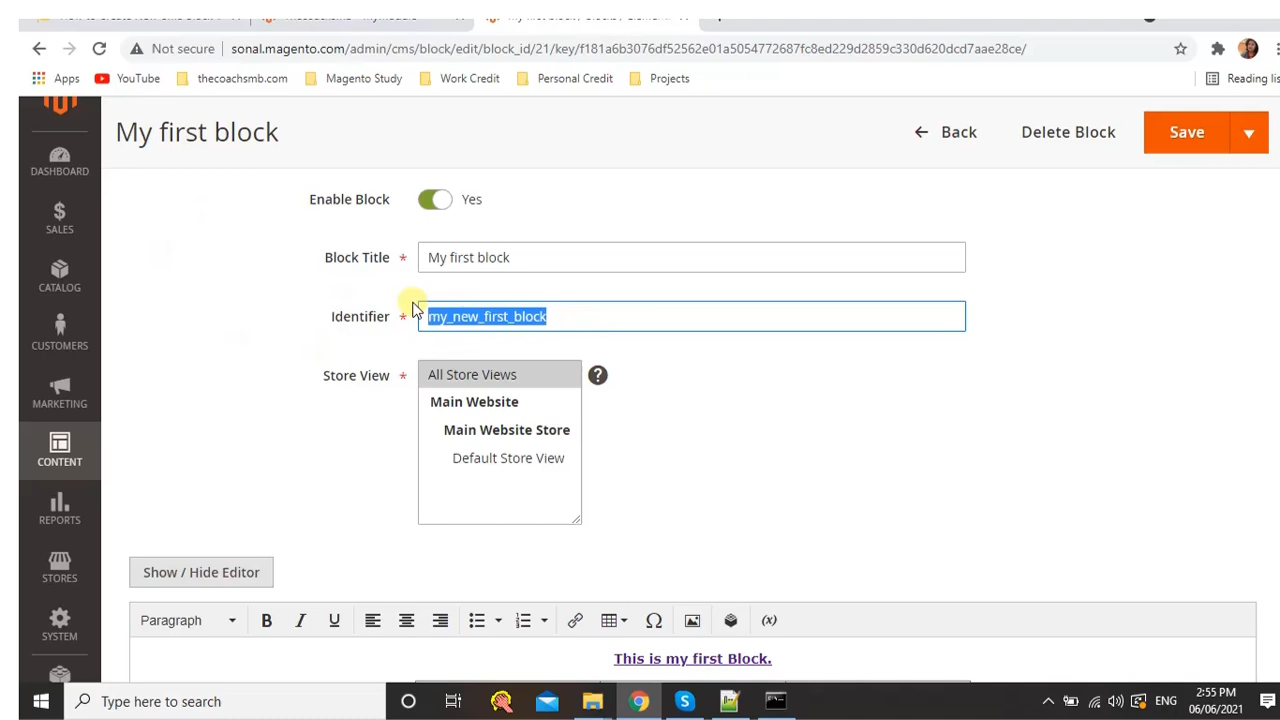 Not secure sonal.magento.com/admin/cms/block/edit/block_id/21/key/f181a6b3076df52562e01a5054772687fc8ed229d2859c330d620dcd7aae28ce/
Apps YouTube thecoachsmb.com Magento Study Work Credit Personal Credit Projects Reading lis
My first block
Back Delete Block Save
DASHBOARD
SALES
CATALOG
CUSTOMERS
MARKETING
CONTENT
REPORTS
STORES
SYSTEM
Enable Block Yes
Block Title * My first block
Identifier * my_new_first_block
Store View * All Store Views ?
Main Website
Main Website Store
Default Store View
Show / Hide Editor
Paragraph B I U Ω (x)
This is my first Block.
Type here to search
ENG
2:55 PM
06/06/2021